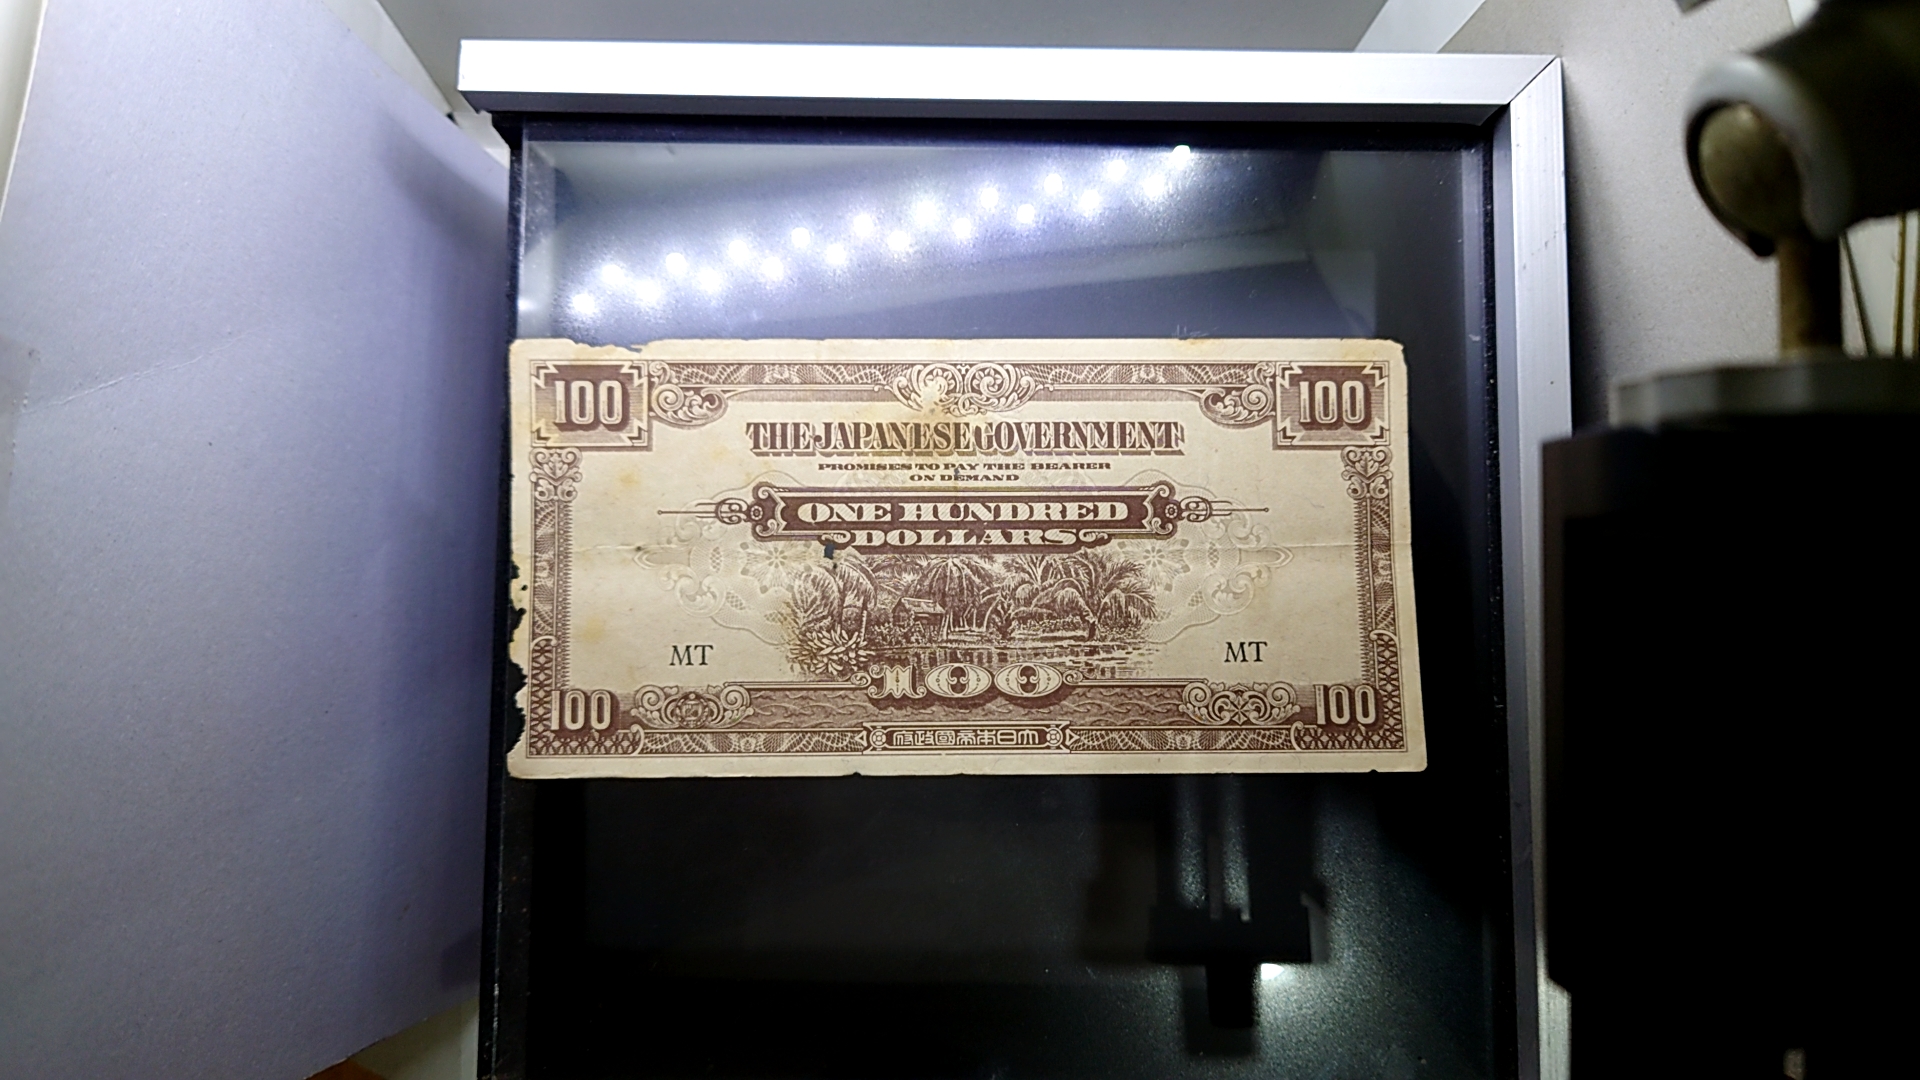 100 100
THE JAPANESE GOVERNMENT
PROMISES TO PAY THE BEARER
ON DEMAND
ONE HUNDRED
DOLLARS
MT MT
100
100 100
府政國帝本日大